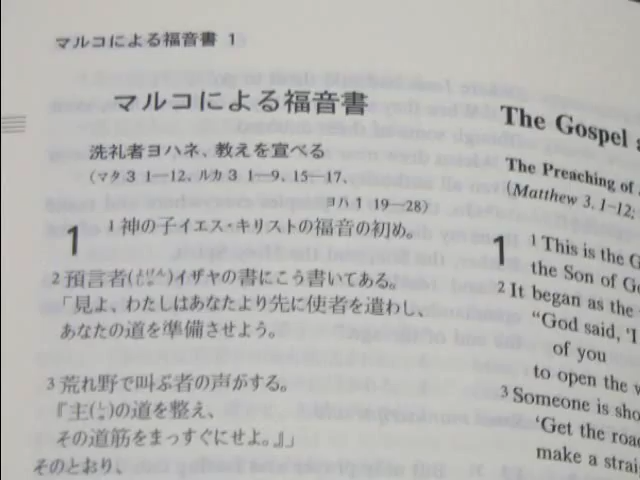 マルコによる福音書 1
マルコによる福音書
洗礼者ヨハネ、教えを宣べる
(マタ 3 1—12、ルカ 3 1—9、15—17、
ヨハ 1 19—28)
1
1 神の子イエス・キリストの福音の初め。
2 預言者(よげんしゃ)イザヤの書にこう書いてある。
「見よ、わたしはあなたより先に使者を遣わし、
あなたの道を準備させよう。
3 荒れ野で叫ぶ者の声がする。
『主(しゅ)の道を整え、
その道筋をまっすぐにせよ。』」
そのとおり、
The Gospel
The Preaching of
(Matthew 3. 1-12;
1
1 This is the
the Son of
2 It began as the
"God said, 'I
of you
to open the
3 Someone is
'Get the
make a